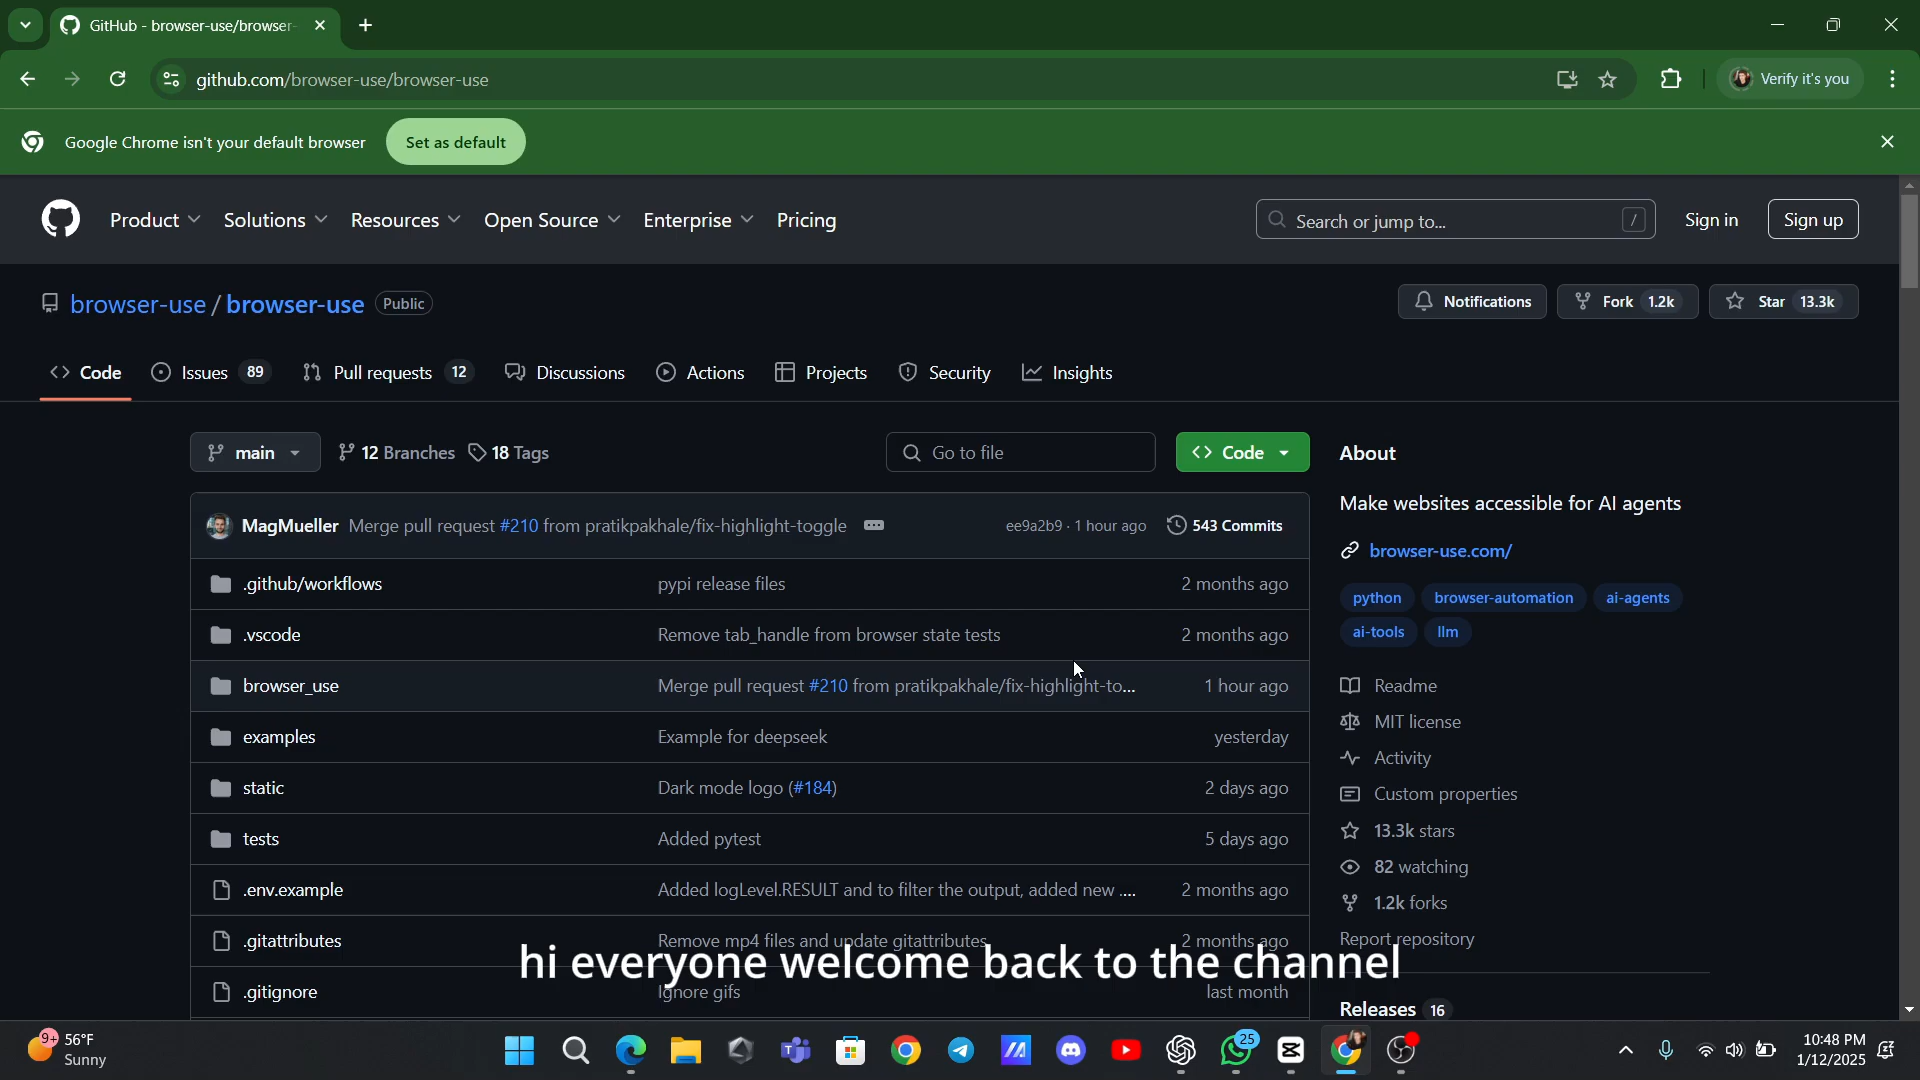 GitHub - browser-use/browser-
github.com/browser-use/browser-use
Verify it's you
Google Chrome isn't your default browser
Set as default
Product
Solutions
Resources
Open Source
Enterprise
Pricing
Search or jump to...
/
Sign in
Sign up
browser-use / browser-use
Public
Notifications
Fork 1.2k
Star 13.3k
Code
Issues 89
Pull requests 12
Discussions
Actions
Projects
Security
Insights
main
12 Branches
18 Tags
Go to file
Code
About
Make websites accessible for AI agents
browser-use.com/
python browser-automation ai-agents
ai-tools llm
MagMueller Merge pull request #210 from pratikpakhale/fix-highlight-toggle
ee9a2b9 · 1 hour ago
543 Commits
.github/workflows pypi release files 2 months ago
.vscode Remove tab_handle from browser state tests 2 months ago
browser_use Merge pull request #210 from pratikpakhale/fix-highlight-to... 1 hour ago
examples Example for deepseek yesterday
static Dark mode logo (#184) 2 days ago
tests Added pytest 5 days ago
.env.example Added logLevel.RESULT and to filter the output, added new .... 2 months ago
.gitattributes Remove mp4 files and update gitattributes 2 months ago
.gitignore Ignore gifs last month
Readme
MIT license
Activity
Custom properties
13.3k stars
82 watching
1.2k forks
Report repository
Releases 16
hi everyone welcome back to the channel
9+
56°F
Sunny
25
10:48 PM
1/12/2025